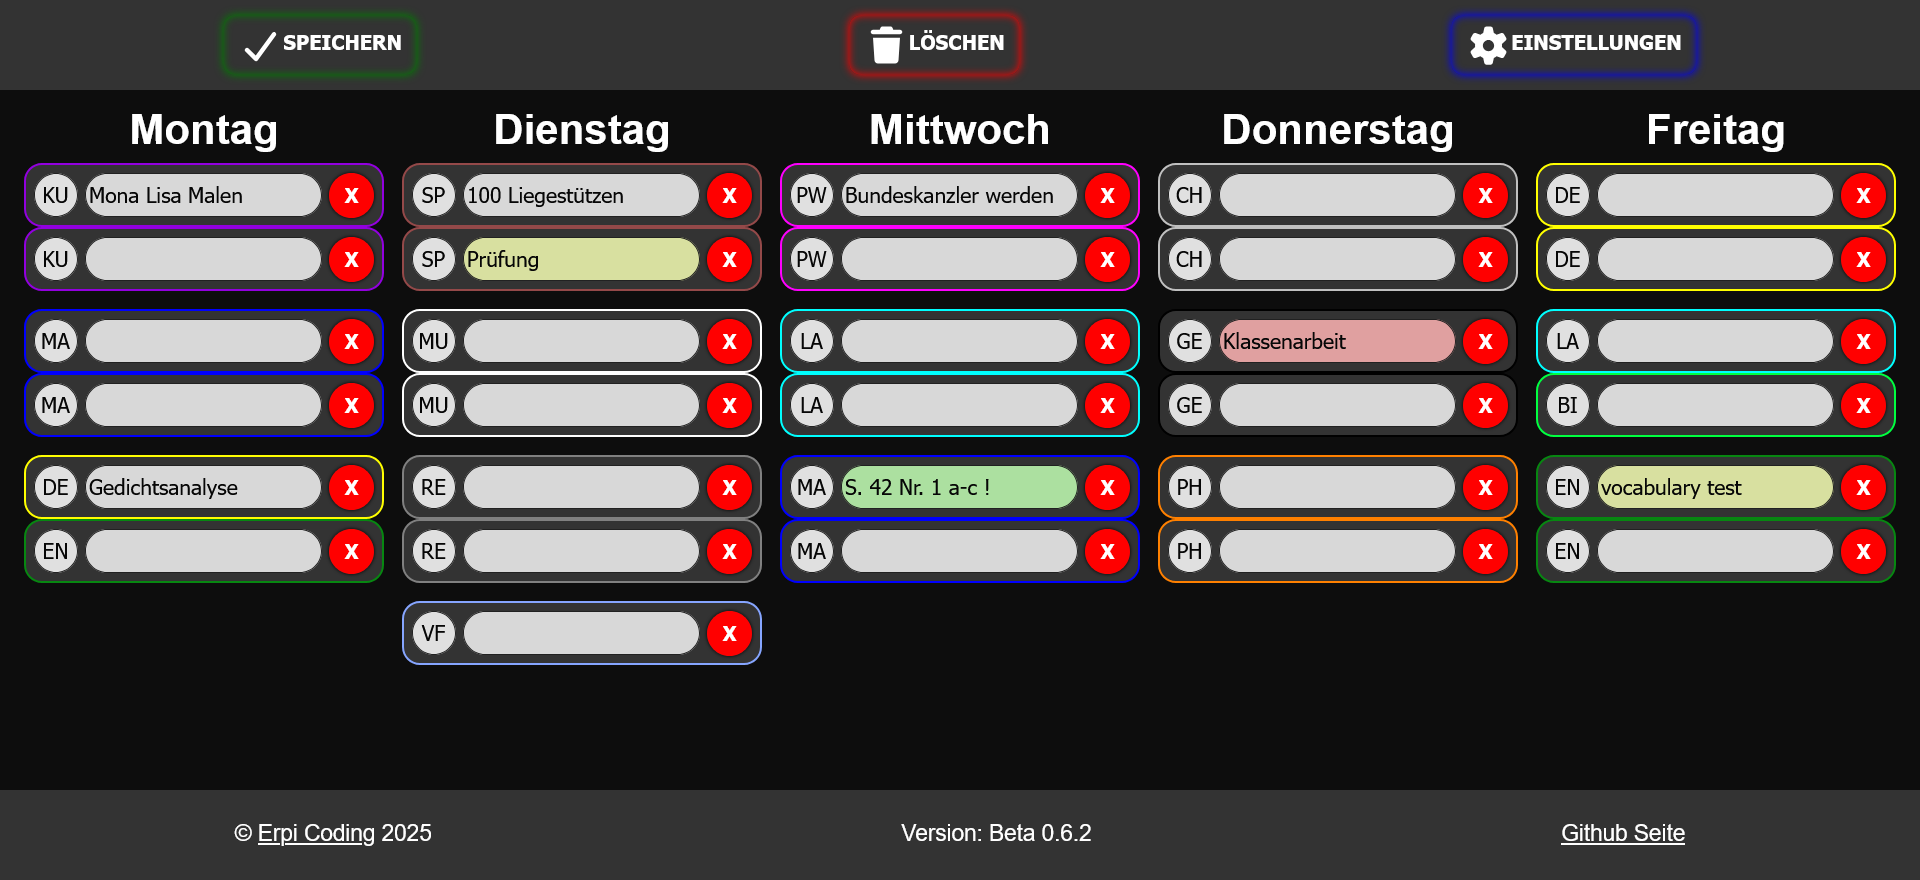 SPEICHERN
LÖSCHEN
EINSTELLUNGEN
Montag
KU Mona Lisa Malen X
KU X
MA X
MA X
DE Gedichtsanalyse X
EN X
Dienstag
SP 100 Liegestützen X
SP Prüfung X
MU X
MU X
RE X
RE X
VF X
Mittwoch
PW Bundeskanzler werden X
PW X
LA X
LA X
MA S. 42 Nr. 1 a-c ! X
MA X
Donnerstag
CH X
CH X
GE Klassenarbeit X
GE X
PH X
PH X
Freitag
DE X
DE X
LA X
BI X
EN vocabulary test X
EN X
© Erpi Coding 2025
Version: Beta 0.6.2
Github Seite